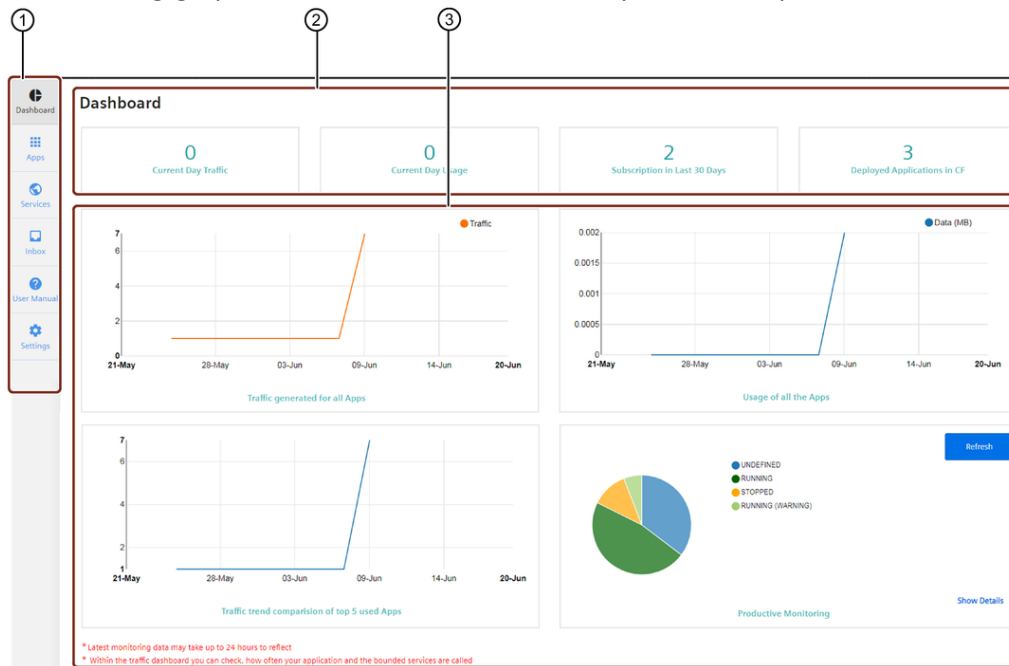 1
2
3
Dashboard
Apps
Services
Inbox
User Manual
Settings
Dashboard
0
Current Day Traffic
0
Current Day Usage
2
Subscription in Last 30 Days
3
Deployed Applications in CF
Traffic
7
6
4
2
0
21-May 28-May 03-Jun 09-Jun 14-Jun 20-Jun
Traffic generated for all Apps
Data (MB)
0.002
0.0015
0.001
0.0005
0
21-May 28-May 03-Jun 09-Jun 14-Jun 20-Jun
Usage of all the Apps
7
6
4
2
1
21-May 28-May 03-Jun 09-Jun 14-Jun 20-Jun
Traffic trend comparision of top 5 used Apps
Refresh
UNDEFINED
RUNNING
STOPPED
RUNNING (WARNING)
Show Details
Productive Monitoring
* Latest monitoring data may take up to 24 hours to reflect
* Within the traffic dashboard you can check, how often your application and the bounded services are called